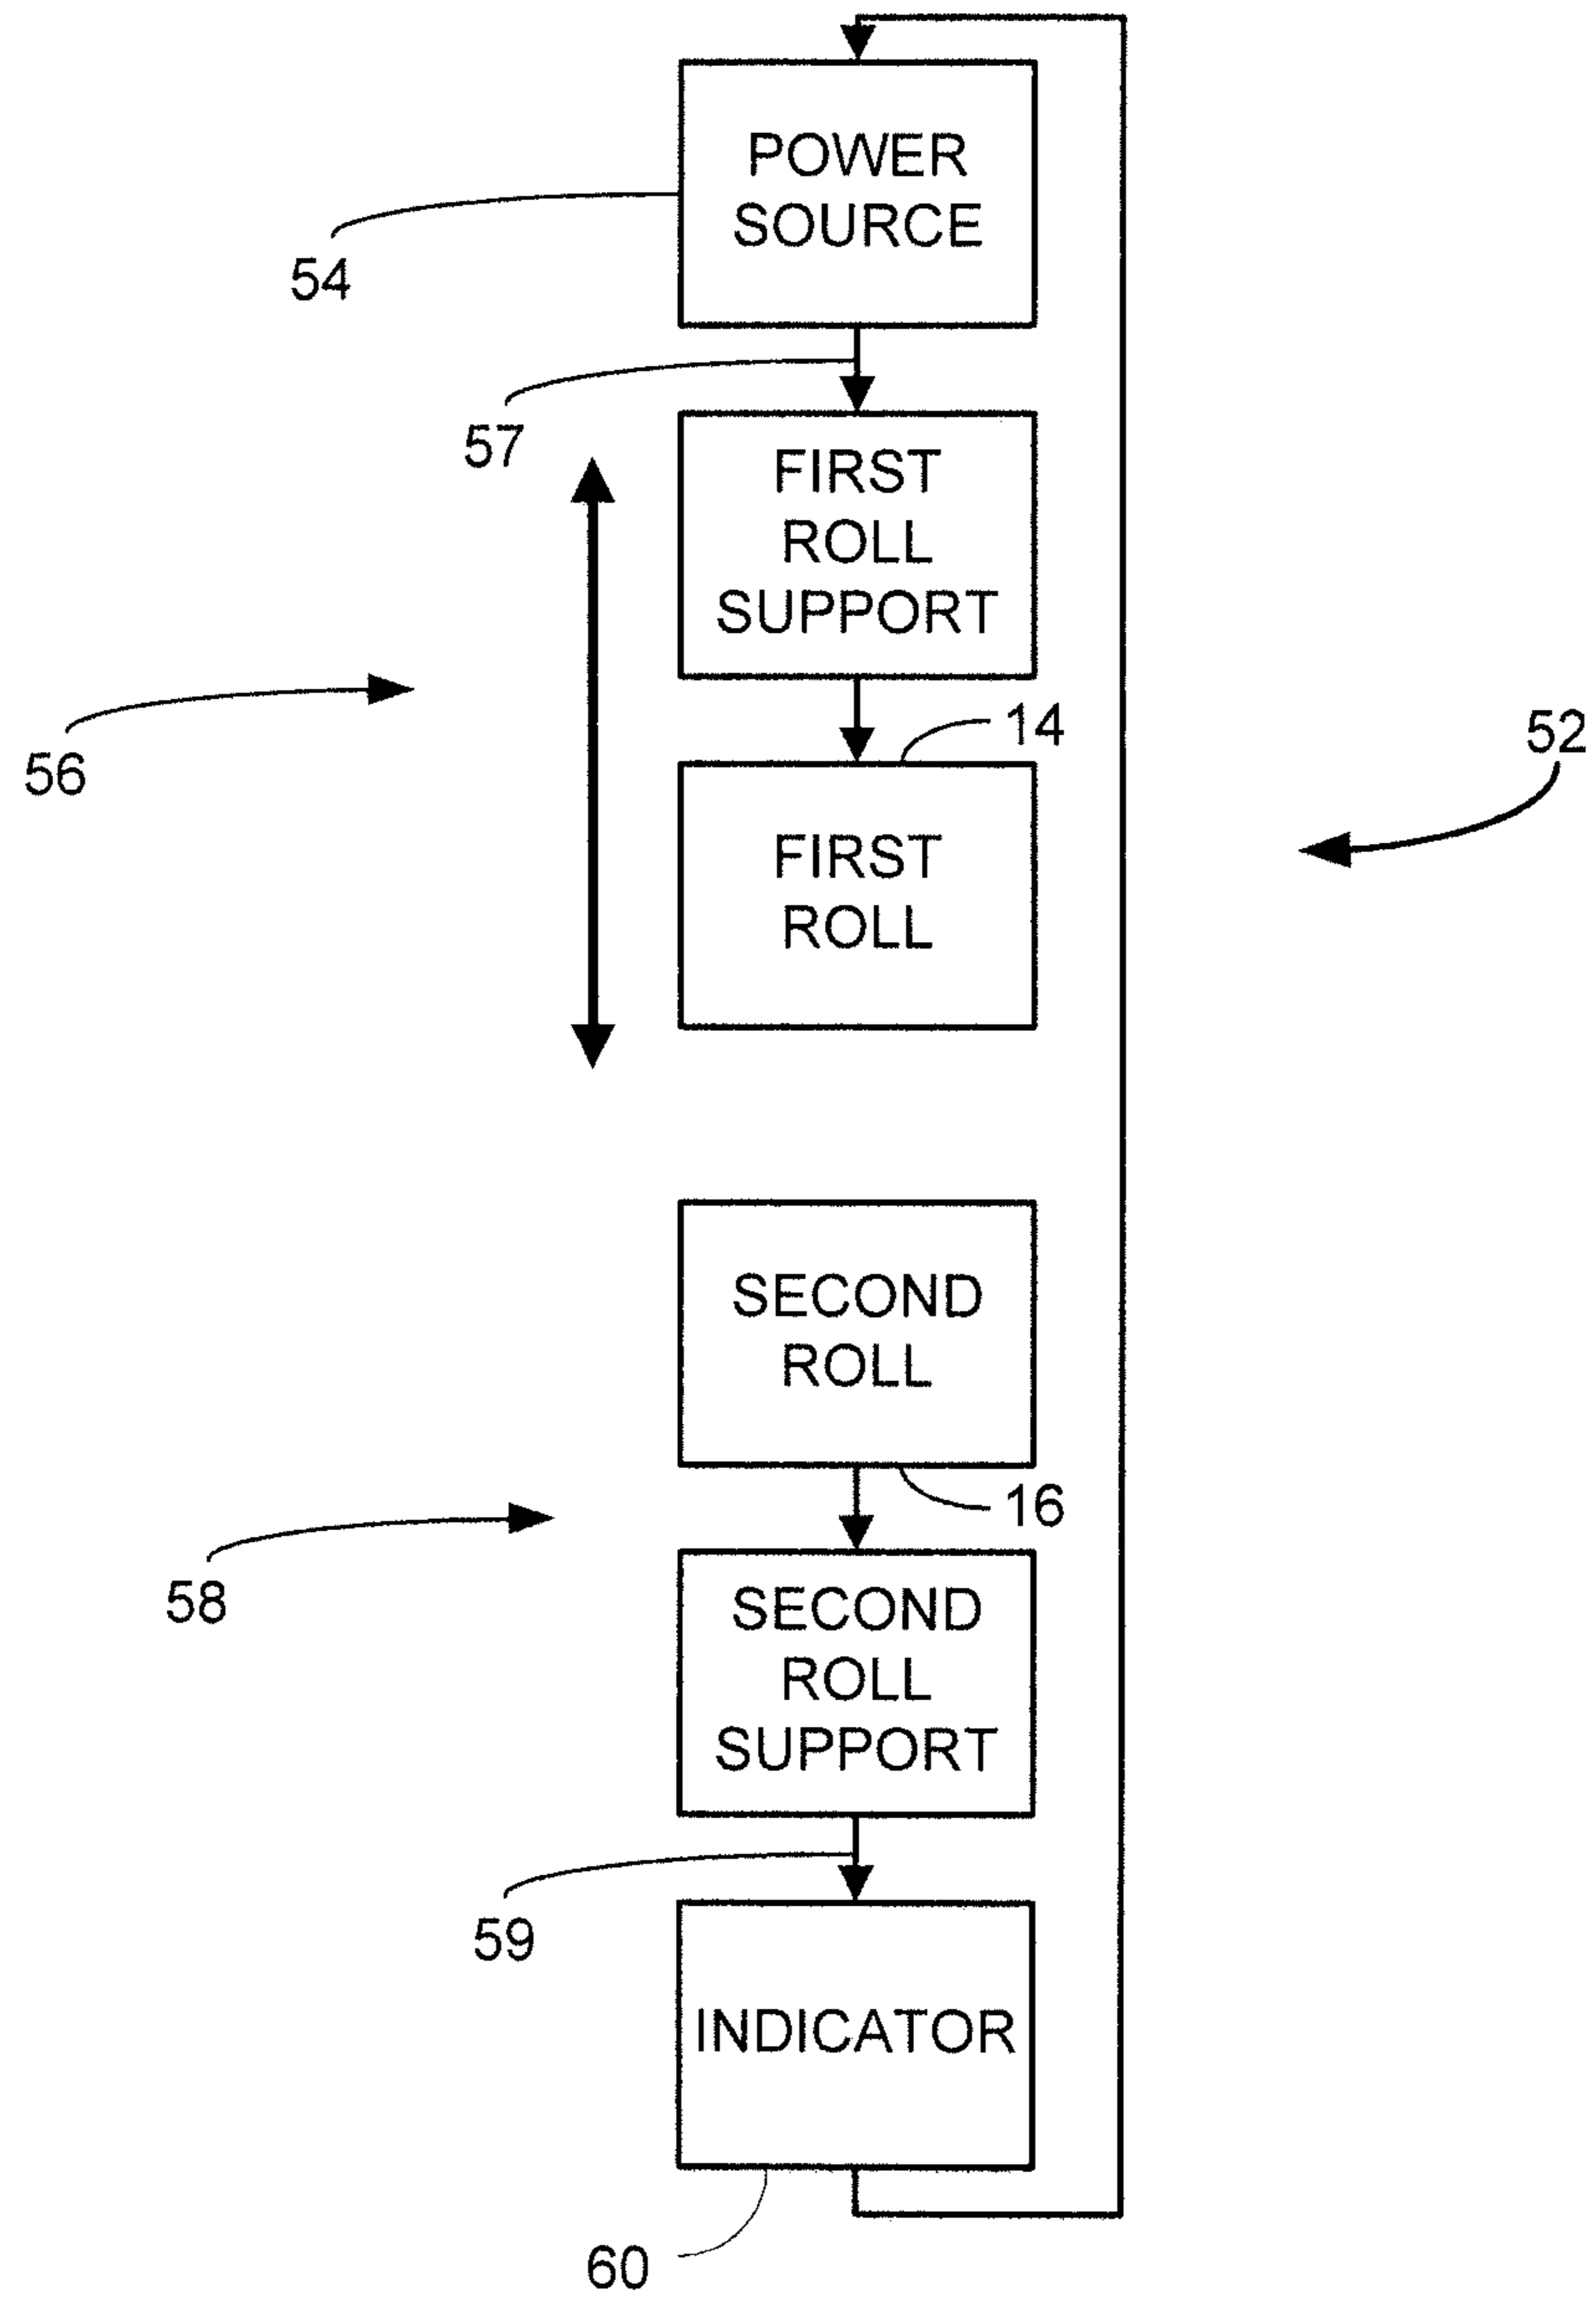 POWER
SOURCE
54
57
FIRST
ROLL
SUPPORT
56
14
52
FIRST
ROLL
SECOND
ROLL
16
58
SECOND
ROLL
SUPPORT
59
INDICATOR
60